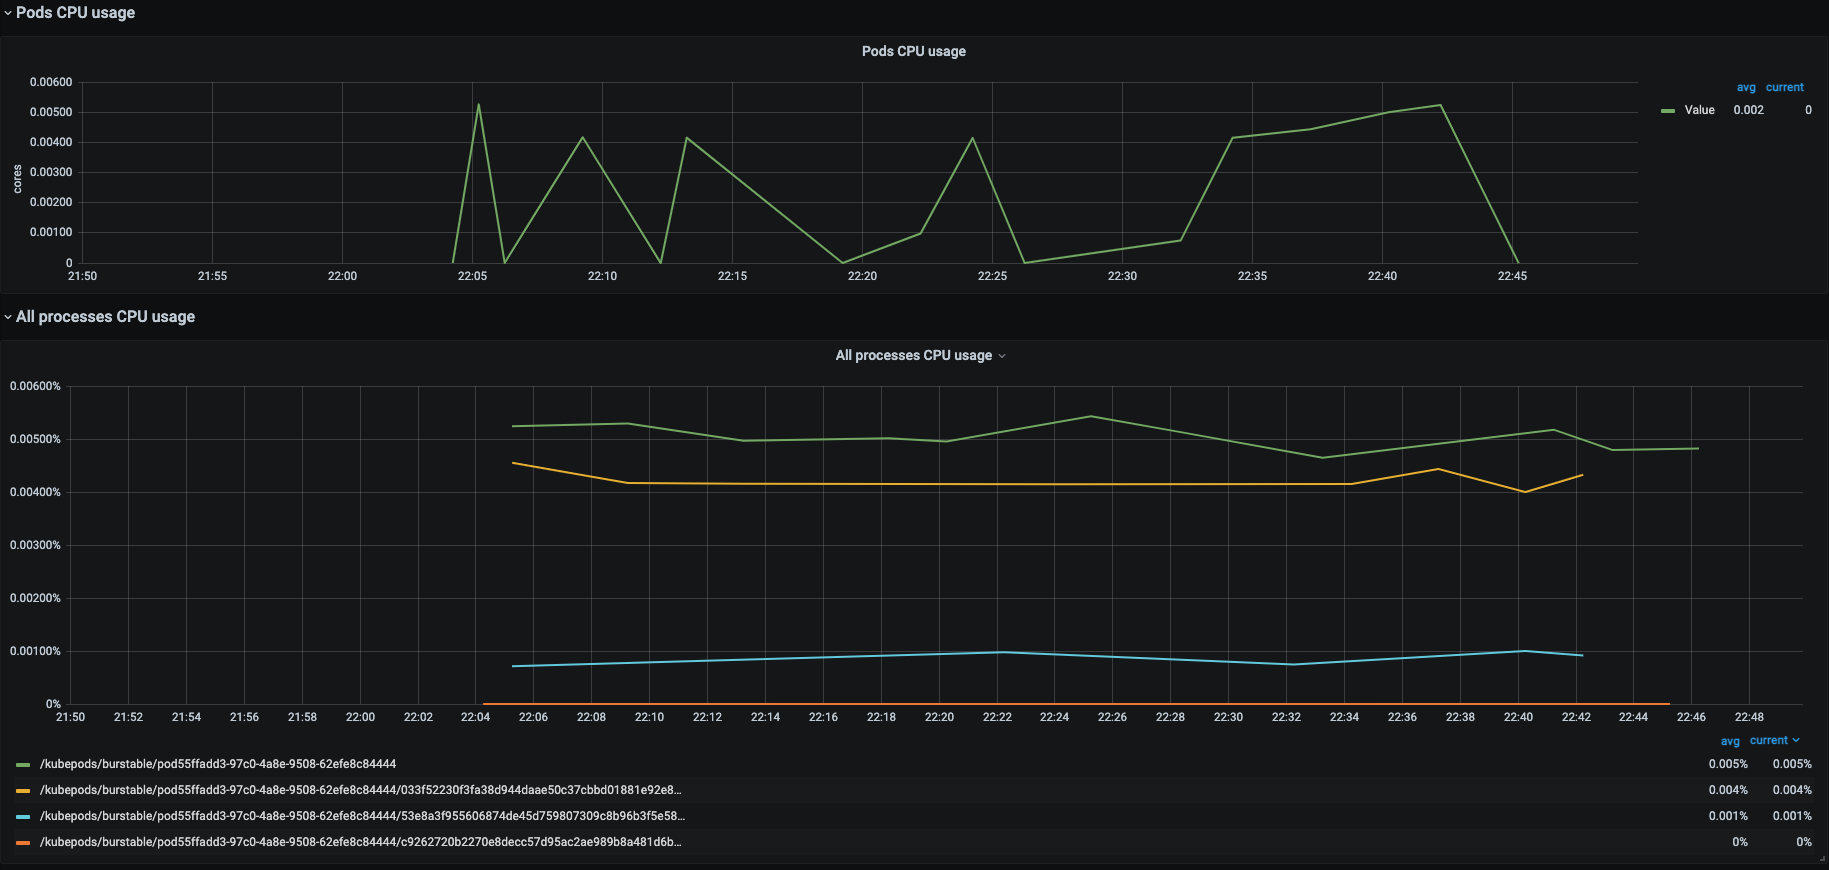 Pods CPU usage
Pods CPU usage
avg current
Value 0.002 0
cores
0.00600
0.00500
0.00400
0.00300
0.00200
0.00100
0
21:50 21:55 22:00 22:05 22:10 22:15 22:20 22:25 22:30 22:35 22:40 22:45
All processes CPU usage
All processes CPU usage
0.00600%
0.00500%
0.00400%
0.00300%
0.00200%
0.00100%
0%
21:50 21:52 21:54 21:56 21:58 22:00 22:02 22:04 22:06 22:08 22:10 22:12 22:14 22:16 22:18 22:20 22:22 22:24 22:26 22:28 22:30 22:32 22:34 22:36 22:38 22:40 22:42 22:44 22:46 22:48
avg current
/kubepods/burstable/pod55ffadd3-97c0-4a8e-9508-62efe8c84444 0.005% 0.005%
/kubepods/burstable/pod55ffadd3-97c0-4a8e-9508-62efe8c84444/033f52230f3fa38d944daae50c37cbbd01881e92e8... 0.004% 0.004%
/kubepods/burstable/pod55ffadd3-97c0-4a8e-9508-62efe8c84444/53e8a3f955606874de45d759807309c8b96b3f5e58... 0.001% 0.001%
/kubepods/burstable/pod55ffadd3-97c0-4a8e-9508-62efe8c84444/c9262720b2270e8decc57d95ac2ae989b8a481d6b... 0% 0%